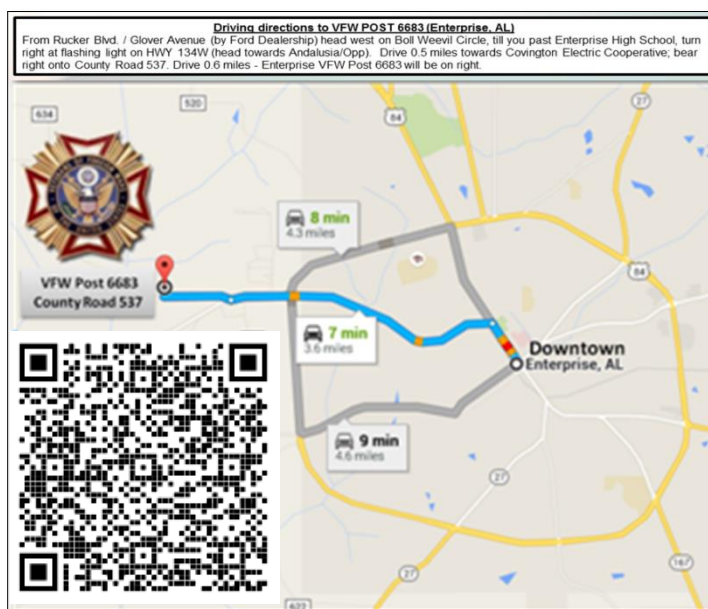 Driving directions to VFW POST 6683 (Enterprise, AL)
From Rucker Blvd. / Glover Avenue (by Ford Dealership) head west on Boll Weevil Circle, till you past Enterprise High School, turn
right at flashing light on HWY 134W (head towards Andalusia/Opp). Drive 0.5 miles towards Covington Electric Cooperative; bear
right onto County Road 537. Drive 0.6 miles - Enterprise VFW Post 6683 will be on right.
634
520
84
27
8 min
4.3 miles
84
VFW Post 6683
County Road 537
7 min
3.6 miles
Downtown
Enterprise, AL
9 min
4.6 miles
27
27
167
622